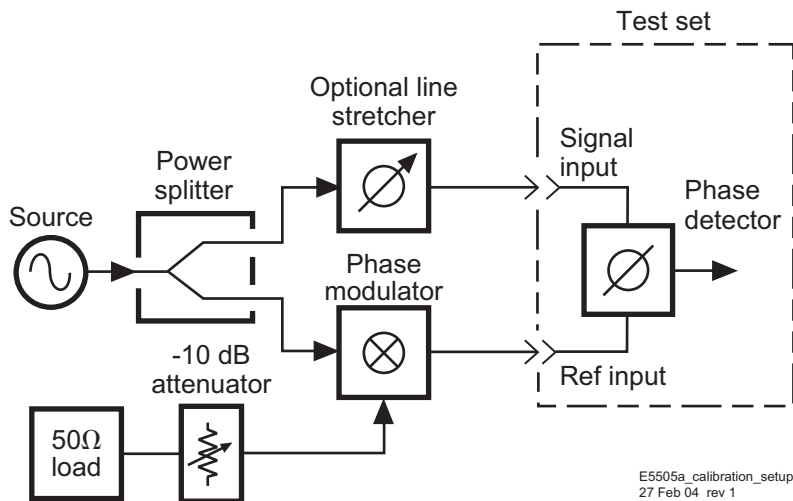 Test set
Optional line
stretcher
Signal
input
Power
splitter
Phase
detector
Source
Phase
modulator
-10 dB
attenuator
Ref input
50Ω
load
E5505a_calibration_setup
27 Feb 04 rev 1